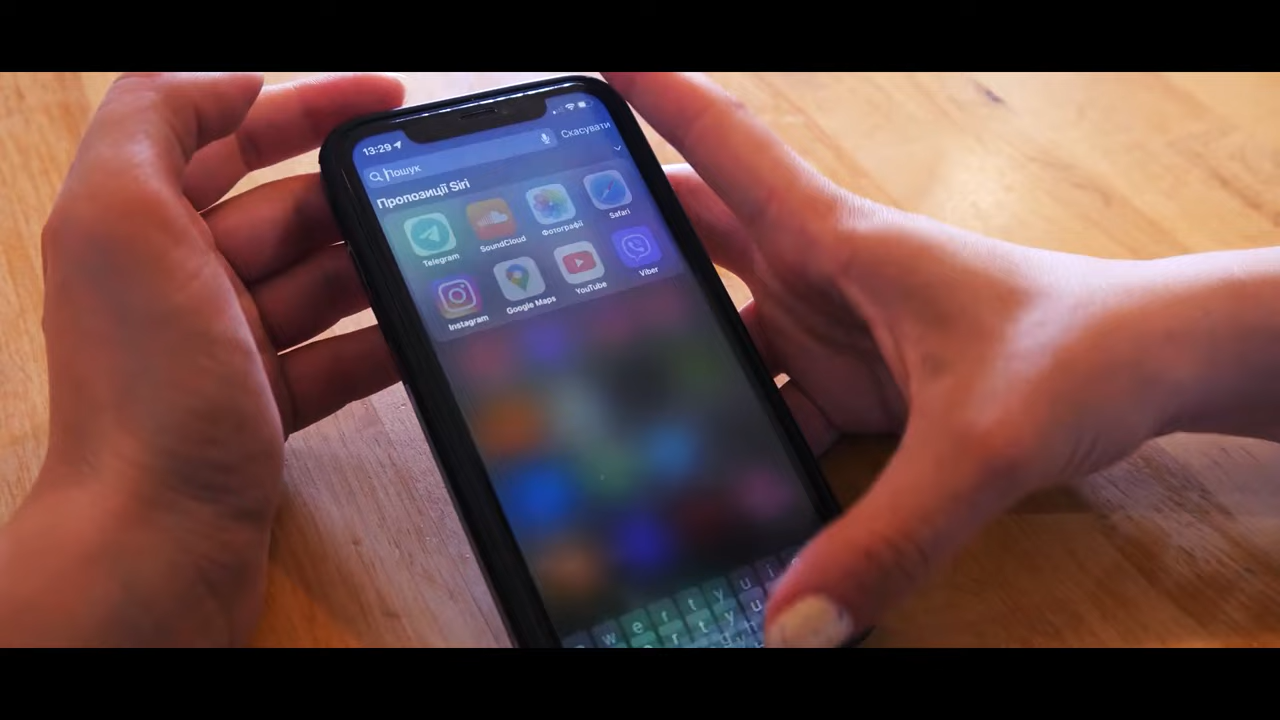 13:29
Пошук
Скасувати
Пропозиції Siri
Telegram
SoundCloud
Фотографії
Safari
Instagram
Google Maps
YouTube
Viber
w e r t y u i
r t y u